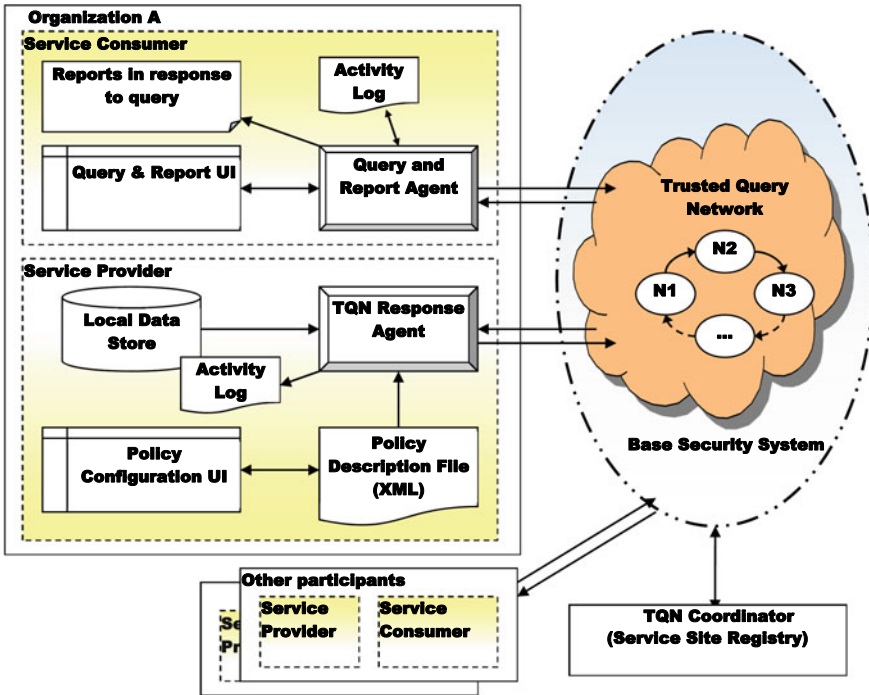 Organization A
Service Consumer
Reports in response
to query
Activity
Log
Query & Report UI
Query and
Report Agent
Trusted Query
Network
N2
N1
N3
...
Base Security System
Service Provider
Local Data
Store
TQN Response
Agent
Activity
Log
Policy
Configuration UI
Policy
Description File
(XML)
Other participants
Service
Provider
Service
Consumer
Se
Pr
TQN Coordinator
(Service Site Registry)